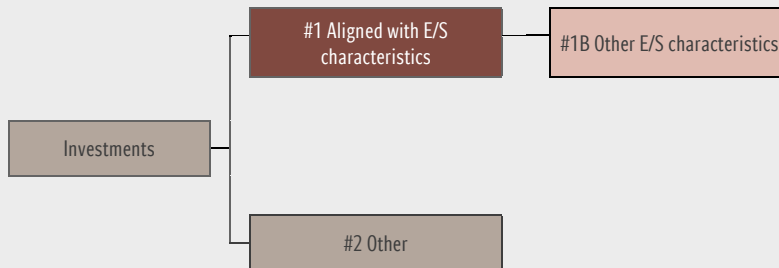 #1 Aligned with E/S
characteristics
#1B Other E/S characteristics
Investments
#2 Other